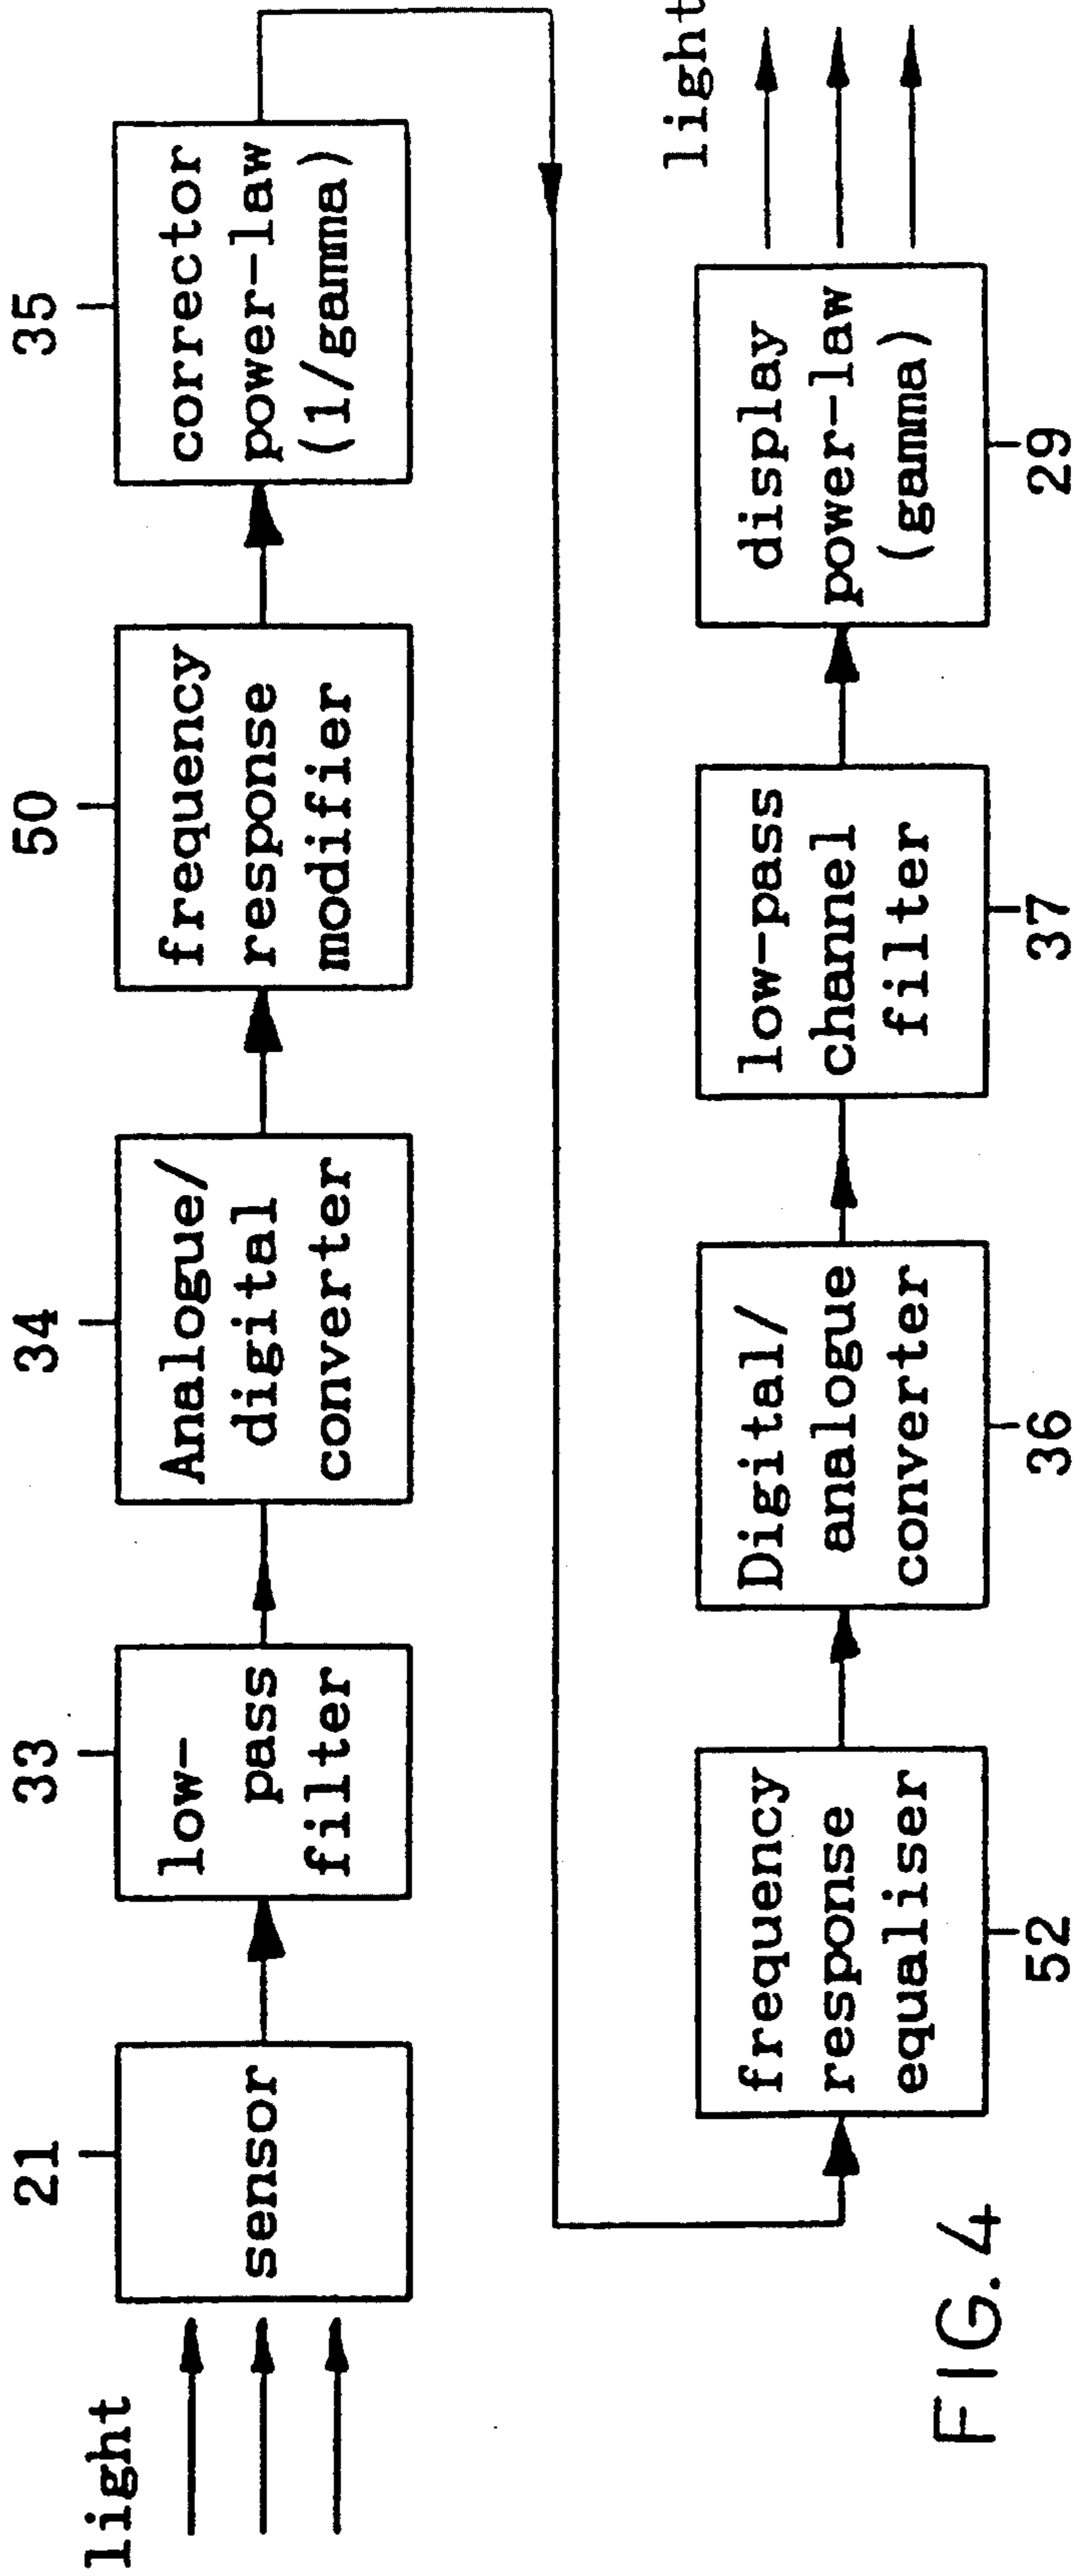 light
21
sensor
33
low-
pass
filter
34
Analogue/
digital
converter
50
frequency
response
modifier
35
corrector
power-law
(1/gamma)
frequency
response
equaliser
52
Digital/
analogue
converter
36
low-pass
channel
filter
37
display
power-law
(gamma)
29
light
FIG. 4